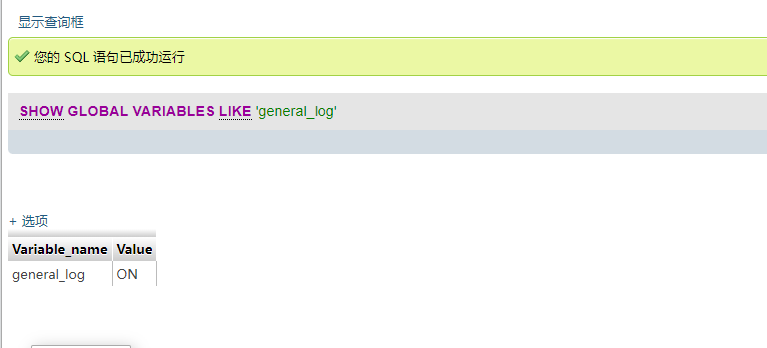 显示查询框
您的 SQL 语句已成功运行
SHOW GLOBAL VARIABLES LIKE 'general_log'
+ 选项
Variable_name Value
general_log ON